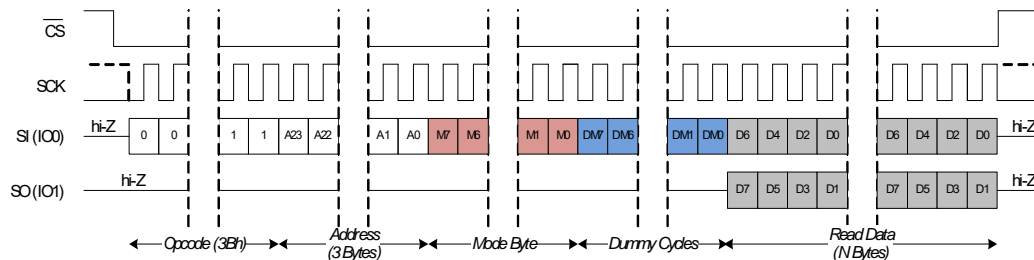 CS
SCK
hi-Z
SI (IO0) hi-Z 0 0 1 1 A23 A22 A1 A0 M7 M6 M1 M0 DM7 DM6 DM1 DM0 D6 D4 D2 D0 D6 D4 D2 D0 hi-Z
SO (IO1) hi-Z D7 D5 D3 D1 D7 D5 D3 D1 hi-Z
Opcode (3Bh) Address Mode Byte Dummy Cycles Read Data
(3 Bytes) (N Bytes)